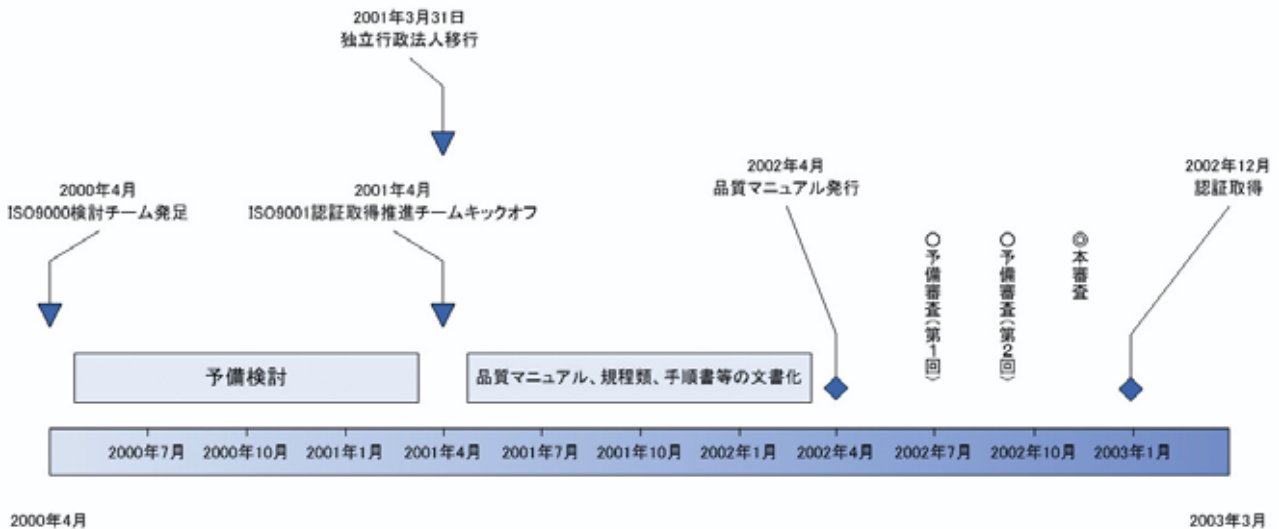 2001年3月31日
独立行政法人移行
2000年4月
ISO9000検討チーム発足
2001年4月
ISO9001認証取得推進チームキックオフ
2002年4月
品質マニュアル発行
2002年12月
認証取得
○予備審査(第1回)
○予備審査(第2回)
◎本審査
予備検討
品質マニュアル、規程類、手順書等の文書化
2000年7月
2000年10月
2001年1月
2001年4月
2001年7月
2001年10月
2002年1月
2002年4月
2002年7月
2002年10月
2003年1月
2000年4月
2003年3月